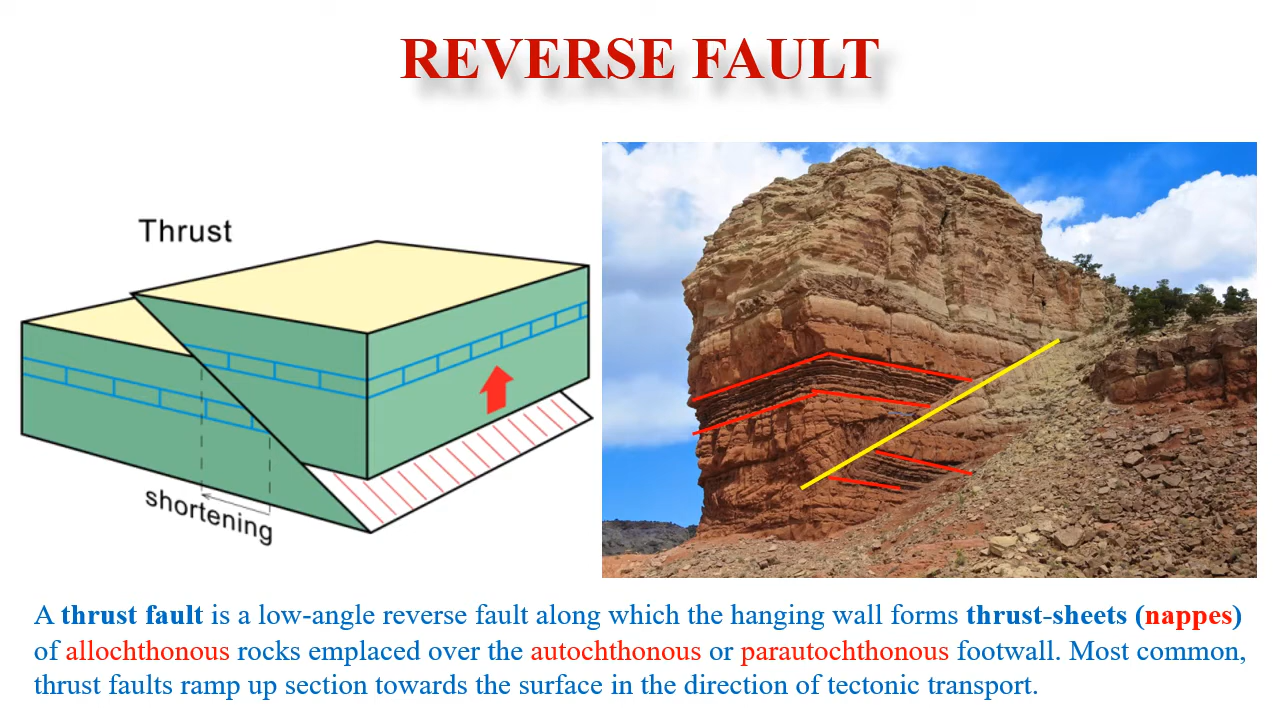 REVERSE FAULT
Thrust
shortening
A thrust fault is a low-angle reverse fault along which the hanging wall forms thrust-sheets (nappes)
of allochthonous rocks emplaced over the autochthonous or parautochthonous footwall. Most common,
thrust faults ramp up section towards the surface in the direction of tectonic transport.